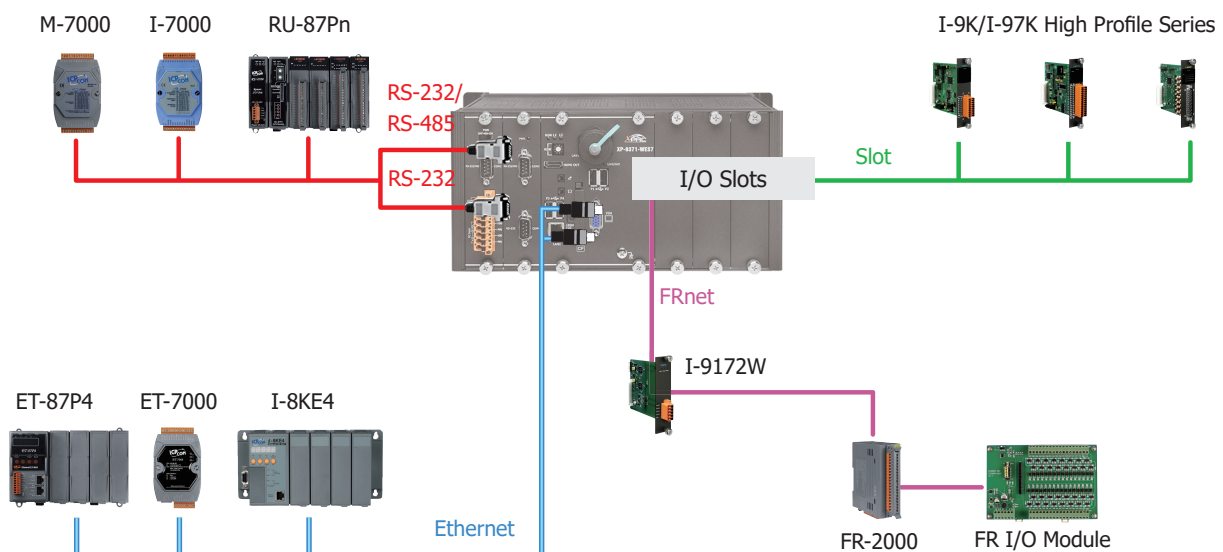 M-7000
I-7000
RU-87Pn
I-9K/I-97K High Profile Series
RS-232/
RS-485
RS-232
I/O Slots
Slot
FRnet
I-9172W
ET-87P4
ET-7000
I-8KE4
Ethernet
FR-2000
FR I/O Module